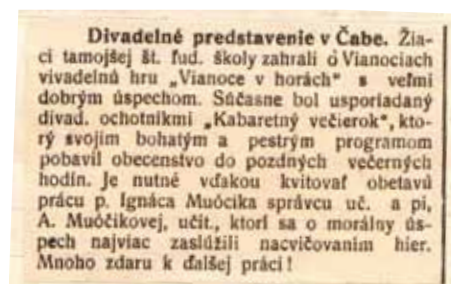 Divadelné predstavenie v Čabe. Žia-
ci tamojšej št. ľud. školy zahrali o Vianociach
vivadelnú hru „Vianoce v horách“ s veľmi
dobrým úspechom. Súčasne bol usporiadaný
divad. ochotníkmi „Kabaretný večierok“, kto-
rý svojim bohatým a pestrým programom
pobavil obecenstvo do pozdných večerných
hodín. Je nutné vďakou kvitovať obetavú
prácu p. Ignáca Muócika správcu uč. a pi,
A. Muóčikovej, učit., ktorí sa o morálny ús-
pech najviac zaslúžili nacvičovaním hier.
Mnoho zdaru k ďalšej práci!